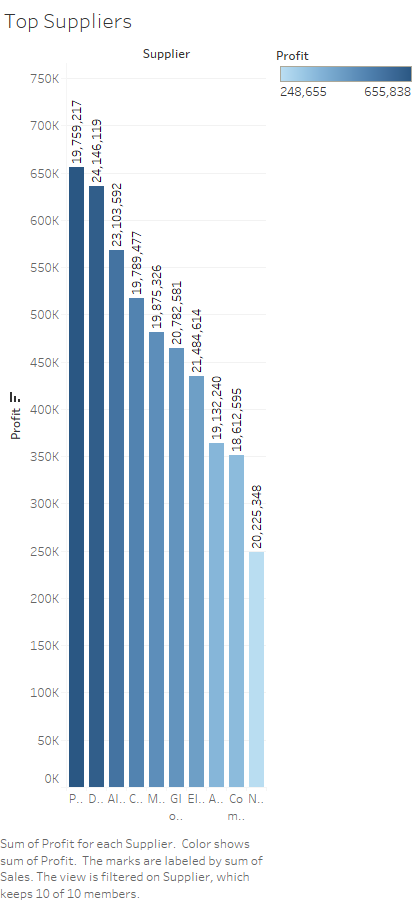 Top Suppliers
Supplier
Profit
248,655 655,838
750K
700K
650K
600K
550K
500K
450K
400K
350K
300K
250K
200K
150K
100K
50K
0K
Profit
19,759,217
24,146,119
23,103,592
19,789,477
19,875,326
20,782,581
21,484,614
19,132,240
18,612,595
20,225,348
P.. D.. Al.. C.. M.. Gl El.. A.. Co N..
o.. m..
Sum of Profit for each Supplier. Color shows
sum of Profit. The marks are labeled by sum of
Sales. The view is filtered on Supplier, which
keeps 10 of 10 members.